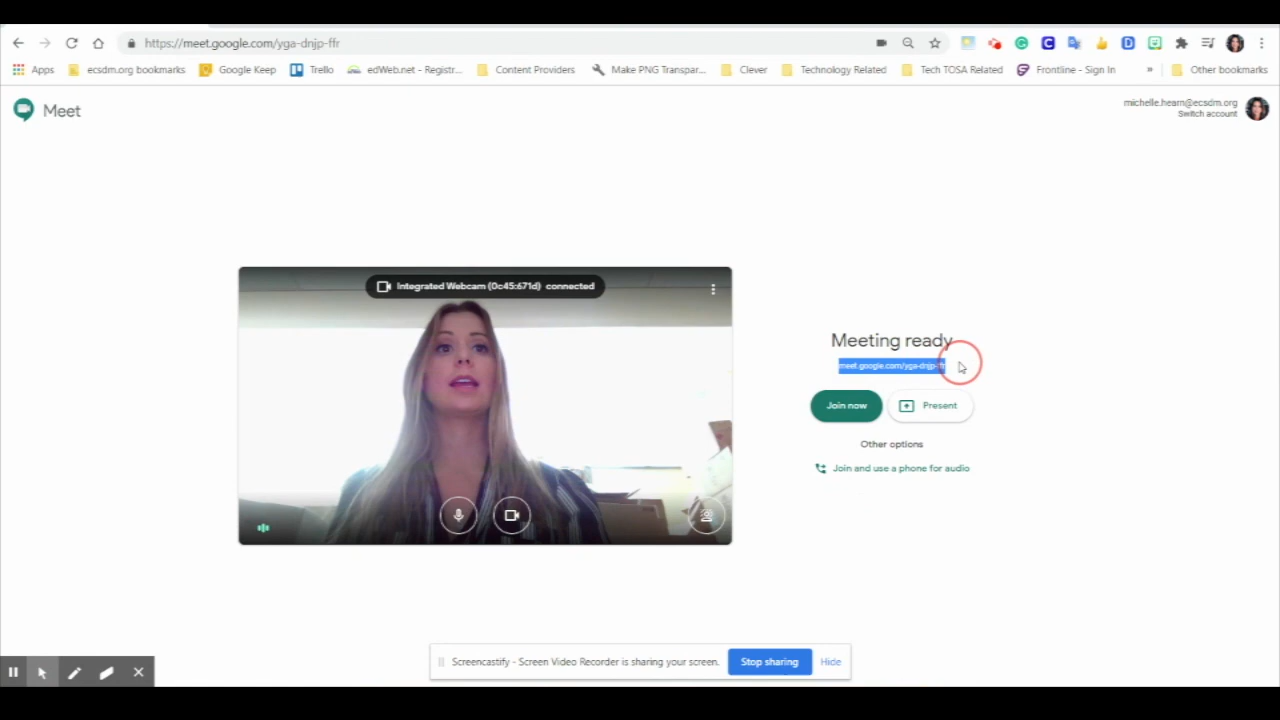 https://meet.google.com/yga-dnjp-ffr
Apps ecsdm.org bookmarks Google Keep Trello edWeb.net - Registr... Content Providers Make PNG Transpar... Clever Technology Related Tech TOSA Related Frontline - Sign In » Other bookmarks
Meet
michelle.hearn@ecsdm.org
Switch account
Integrated Webcam (0c45:671d) connected
Meeting ready
meet.google.com/yga-dnjp-ffr
Join now Present
Other options
Join and use a phone for audio
Screencastify - Screen Video Recorder is sharing your screen. Stop sharing Hide